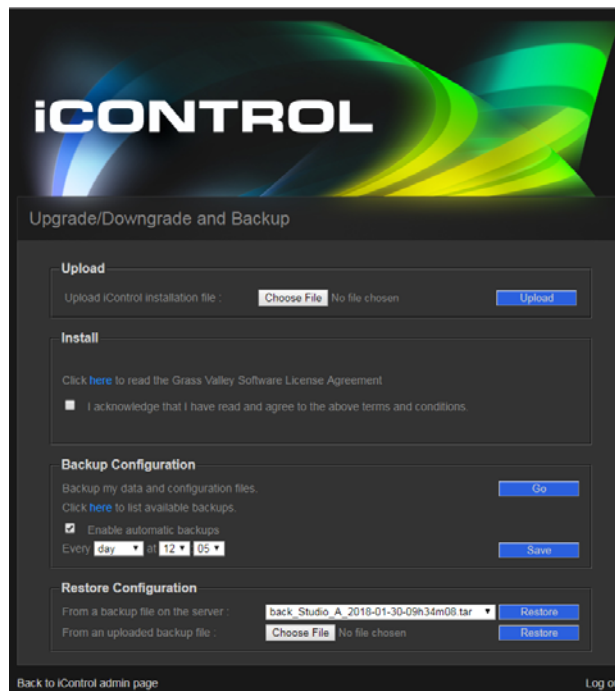 iCONTROL
Upgrade/Downgrade and Backup
Upload
Upload iControl installation file : Choose File No file chosen Upload
Install
Click here to read the Grass Valley Software License Agreement
I acknowledge that I have read and agree to the above terms and conditions.
Backup Configuration
Backup my data and configuration files. Go
Click here to list available backups.
Enable automatic backups
Every day at 12 05 Save
Restore Configuration
From a backup file on the server : back_Studio_A_2018-01-30-09h34m08.tar Restore
From an uploaded backup file : Choose File No file chosen Restore
Back to iControl admin page Log